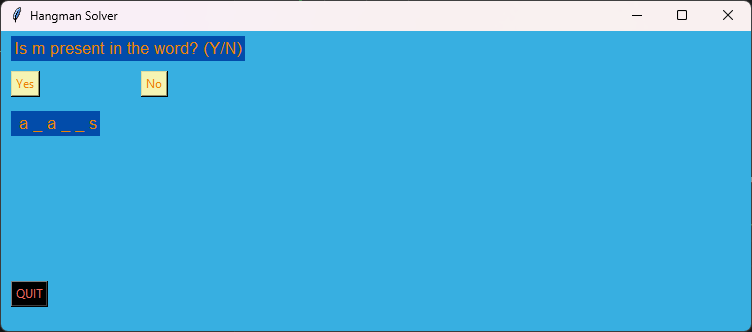 Hangman Solver
Is m present in the word? (Y/N)
Yes No
a _ a _ _ s
QUIT